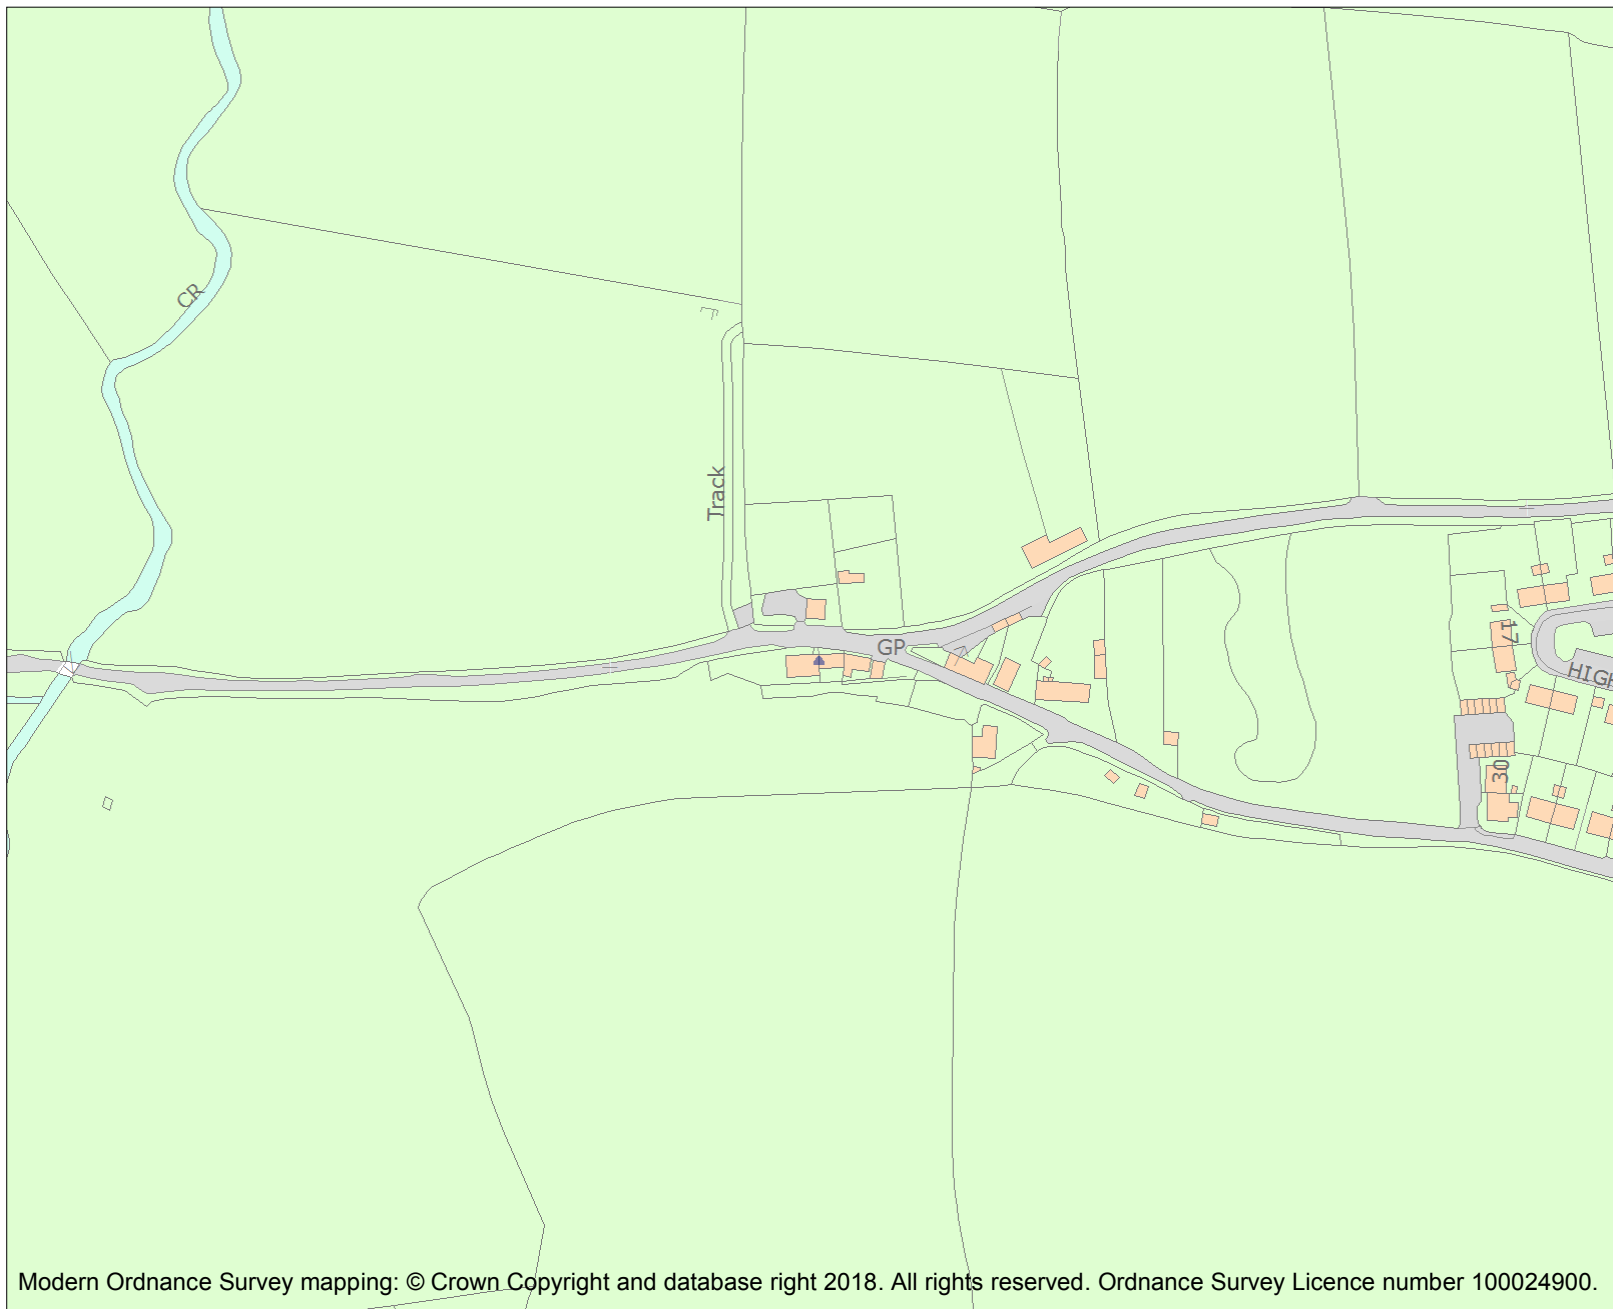 CR
Track
GP
17
HIGH
30
Modern Ordnance Survey mapping: © Crown Copyright and database right 2018. All rights reserved. Ordnance Survey Licence number 100024900.